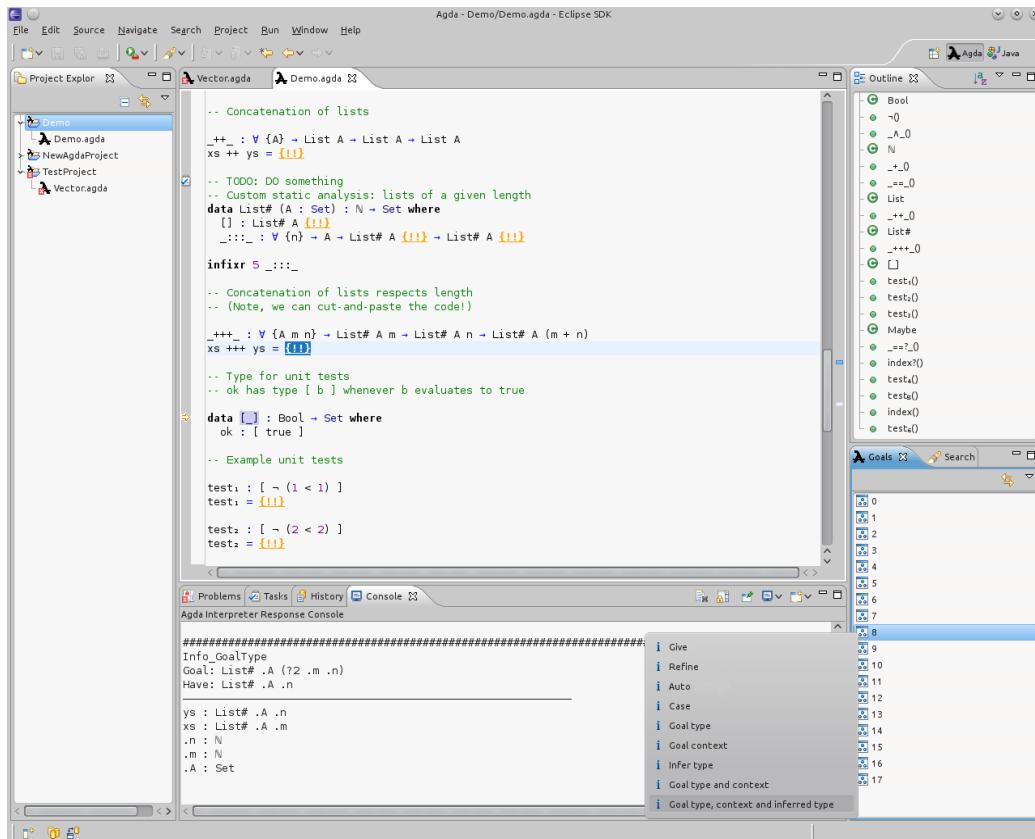 Agda - Demo/Demo.agda - Eclipse SDK
File Edit Source Navigate Search Project Run Window Help
Agda Java
Project Explor
Demo
Demo.agda
NewAgdaProject
TestProject
Vector.agda
Vector.agda Demo.agda
-- Concatenation of lists
_++_ : ∀ {A} → List A → List A → List A
xs ++ ys = {!!}
-- TODO: DO something
-- Custom static analysis: lists of a given length
data List# (A : Set) : ℕ → Set where
[] : List# A {!!}
_:::_ : ∀ {n} → A → List# A {!!} → List# A {!!}
infixr 5 _:::_
-- Concatenation of lists respects length
-- (Note, we can cut-and-paste the code!)
_+++_ : ∀ {A m n} → List# A m → List# A n → List# A (m + n)
xs +++ ys = {!!}
-- Type for unit tests
-- ok has type [ b ] whenever b evaluates to true
data [_] : Bool → Set where
ok : [ true ]
-- Example unit tests
test₁ : [ ¬ (1 < 1) ]
test₁ = {!!}
test₂ : [ ¬ (2 < 2) ]
test₂ = {!!}
Outline
Bool
¬()
_∧_()
ℕ
_+_()
_==_()
List
_++_()
List#
_+++_()
[_]
test₁()
test₂()
test₃()
Maybe
_==?_()
index?()
test₄()
test₅()
index()
test₆()
Goals Search
0
1
2
3
4
5
6
7
8
9
10
11
12
13
14
15
16
17
Problems Tasks History Console
Agda Interpreter Response Console
################################################################################
Info_GoalType
Goal: List# .A (?2 .m .n)
Have: List# .A .n
ys : List# .A .n
xs : List# .A .m
.n : ℕ
.m : ℕ
.A : Set
Give
Refine
Auto
Case
Goal type
Goal context
Infer type
Goal type and context
Goal type, context and inferred type